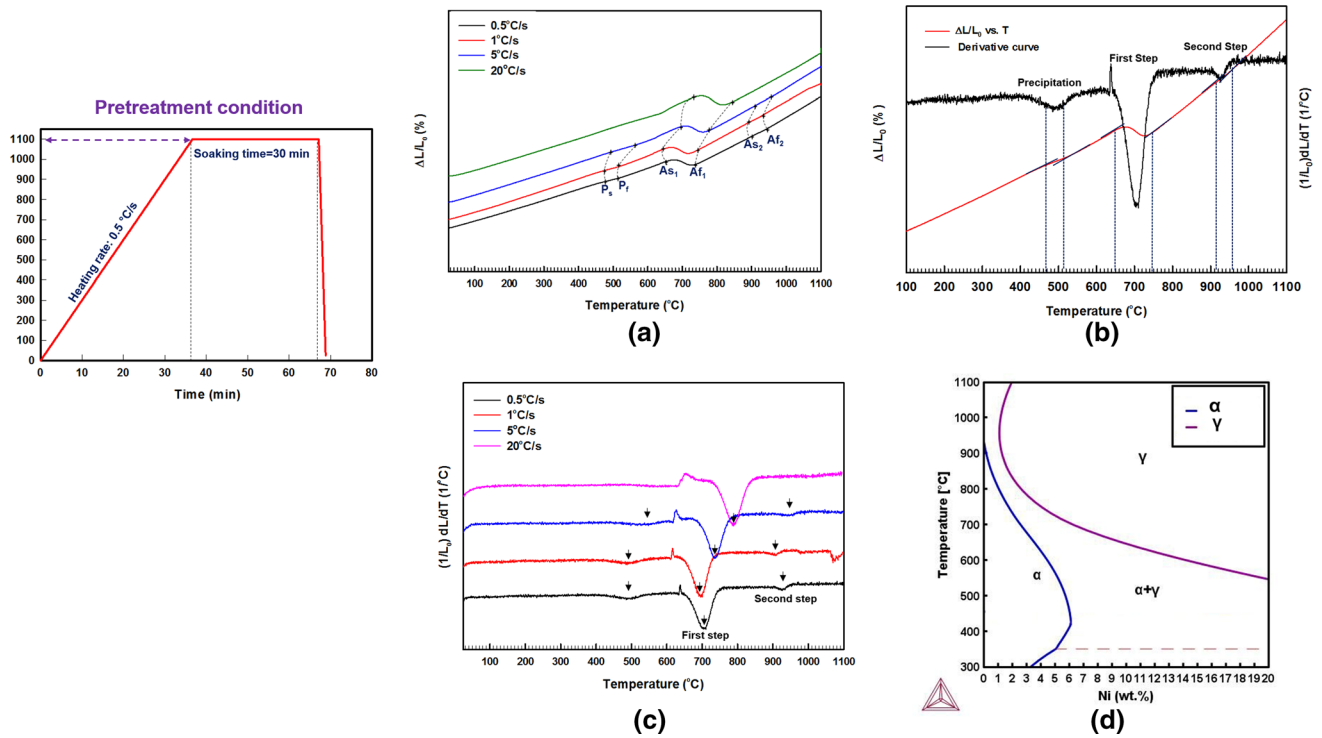 Pretreatment condition
1100
1000
900
800
700
600
500
400
300
200
100
0
Soaking time=30 min
Heating rate: 0.5 °C/s
0 10 20 30 40 50 60 70 80
Time (min)
0.5°C/s
1°C/s
5°C/s
20°C/s
ΔL/L₀ (% )
Pₛ
P_f
As₁
Af₁
As₂
Af₂
100 200 300 400 500 600 700 800 900 1000 1100
Temperature (°C)
(a)
ΔL/L₀ vs. T
Derivative curve
Precipitation
First Step
Second Step
ΔL/L₀ (% )
(1/L₀)dL/dT (1/°C)
100 200 300 400 500 600 700 800 900 1000 1100
Temperature (°C)
(b)
0.5°C/s
1°C/s
5°C/s
20°C/s
(1/L₀) dL/dT (1/°C)
First step
Second step
100 200 300 400 500 600 700 800 900 1000 1100
Temperature (°C)
(c)
1100
1000
900
800
700
600
500
400
300
Temperature [°C]
α
γ
γ
α
α+γ
0 1 2 3 4 5 6 7 8 9 10 11 12 13 14 15 16 17 18 19 20
Ni (wt.%)
(d)